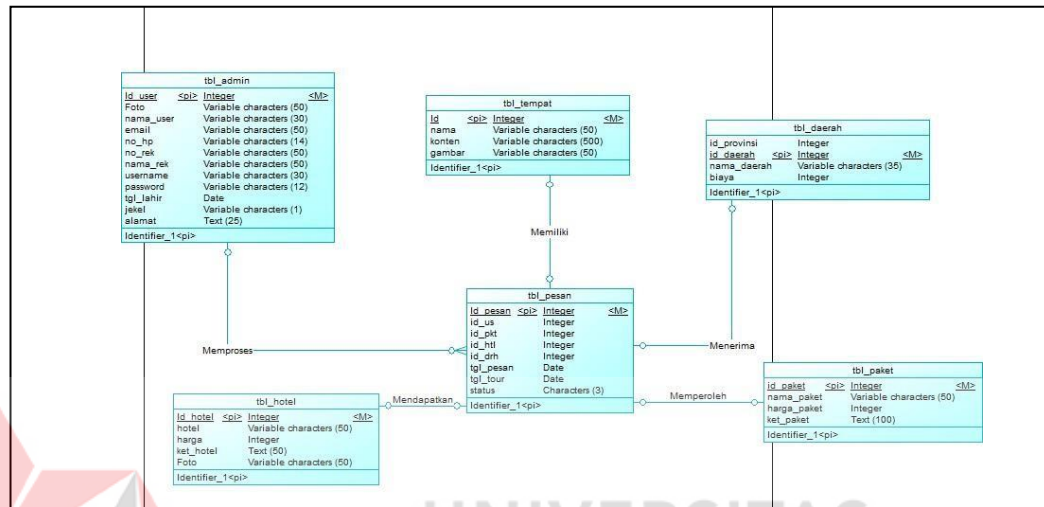 tbl_admin
Id_user <pi> Integer <M>
Foto Variable characters (50)
nama_user Variable characters (30)
email Variable characters (50)
no_hp Variable characters (14)
no_rek Variable characters (50)
nama_rek Variable characters (50)
username Variable characters (30)
password Variable characters (12)
tgl_lahir Date
jekel Variable characters (1)
alamat Text (25)
Identifier_1<pi>
tbl_tempat
Id <pi> Integer <M>
nama Variable characters (50)
konten Variable characters (500)
gambar Variable characters (50)
Identifier_1<pi>
tbl_daerah
id_provinsi Integer
id_daerah <pi> Integer <M>
nama_daerah Variable characters (35)
biaya Integer
Identifier_1<pi>
Memiliki
tbl_pesan
Id_pesan <pi> Integer <M>
id_us Integer
id_pkt Integer
id_htl Integer
id_drh Integer
tgl_pesan Date
tgl_tour Date
status Characters (3)
Identifier_1<pi>
Memproses
Menerima
tbl_paket
id_paket <pi> Integer <M>
nama_paket Variable characters (50)
harga_paket Integer
ket_paket Text (100)
Identifier_1<pi>
Memperoleh
Mendapatkan
tbl_hotel
Id_hotel <pi> Integer <M>
hotel Variable characters (50)
harga Integer
ket_hotel Text (50)
Foto Variable characters (50)
Identifier_1<pi>
UNIVERSITAS